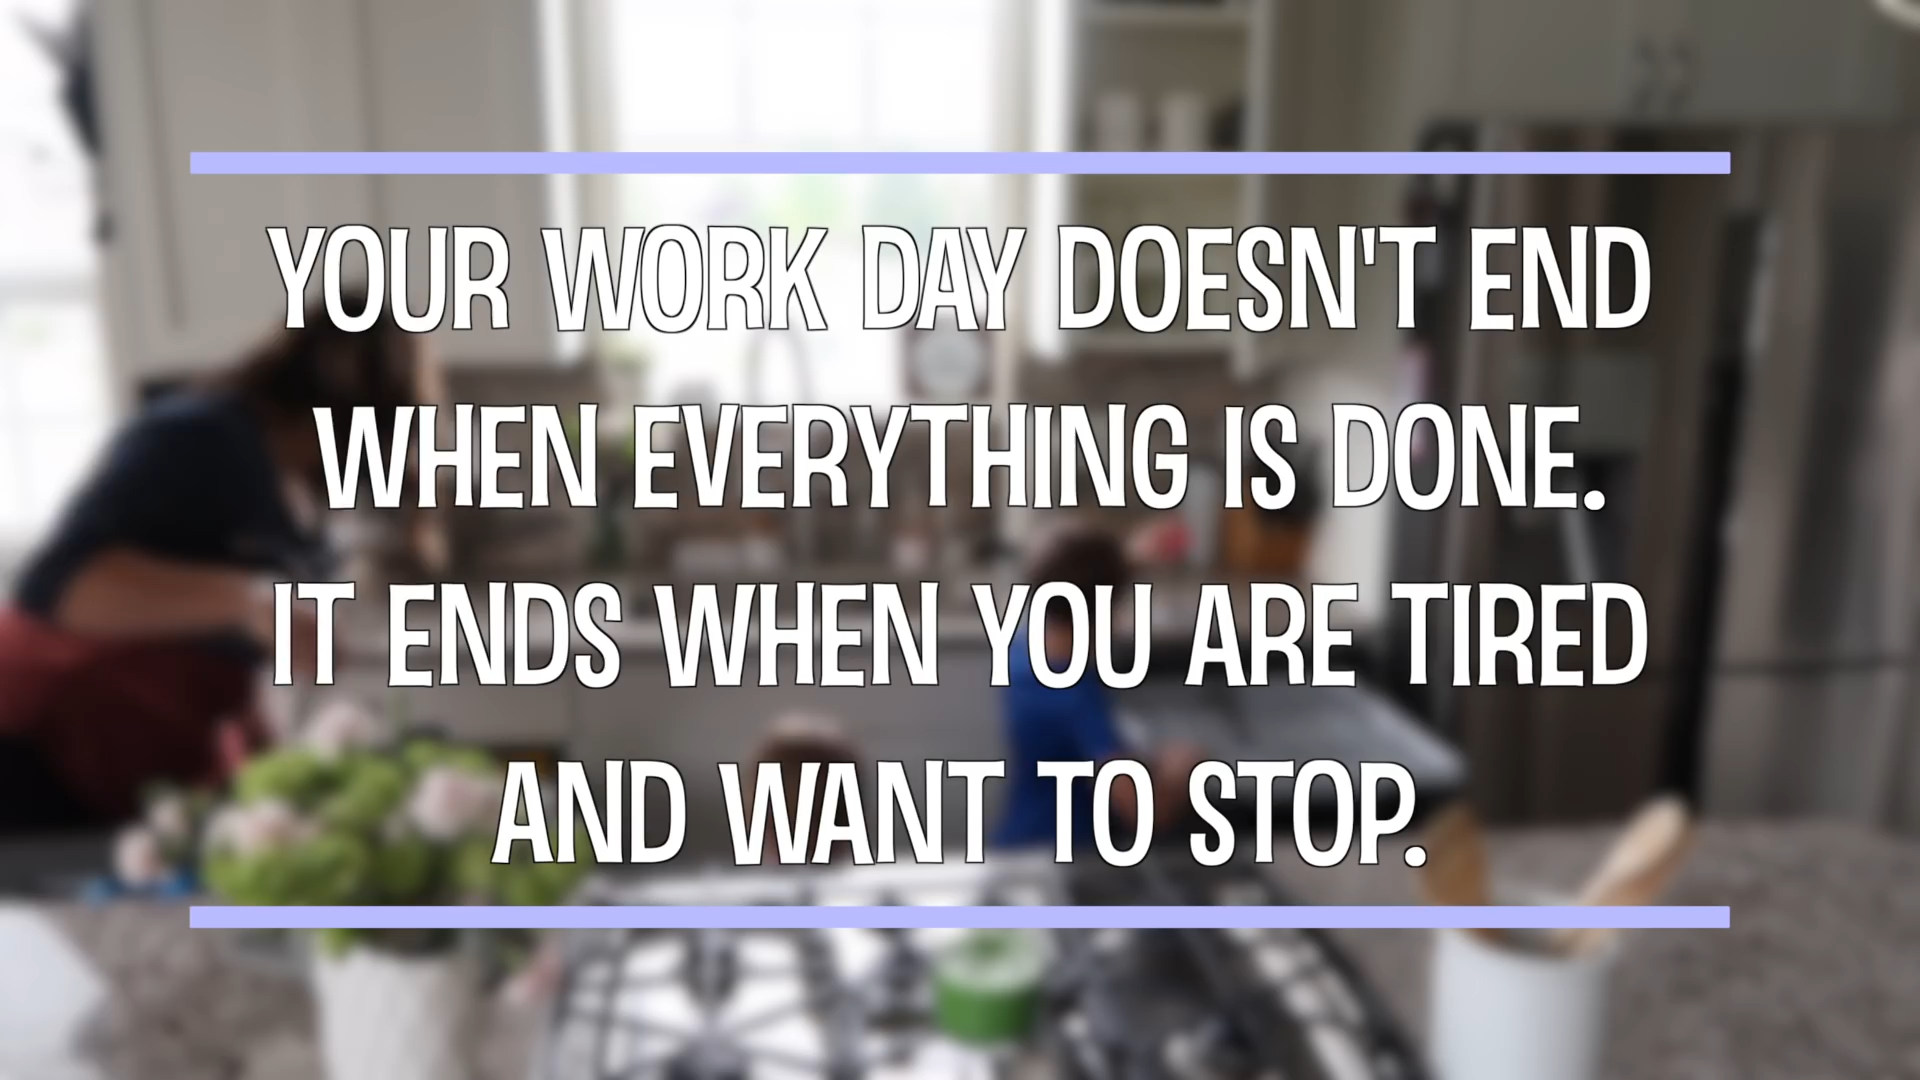 YOUR WORK DAY DOESN'T END
WHEN EVERYTHING IS DONE.
IT ENDS WHEN YOU ARE TIRED
AND WANT TO STOP.